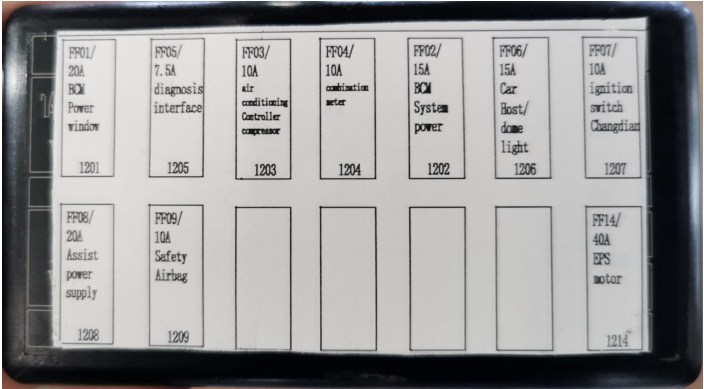 FF01/
20A
BCM
Power
window
1201
FF05/
7.5A
diagnosis
interface
1205
FF03/
10A
air
conditioning
Controller
compressor
1203
FF04/
10A
combination
meter
1204
FF02/
15A
BCM
System
power
1202
FF06/
15A
Car
Host/
dome
light
1206
FF07/
10A
ignition
switch
Changdian
1207
FF08/
20A
Assist
power
supply
1208
FF09/
10A
Safety
Airbag
1209
FF14/
40A
EPS
motor
1214